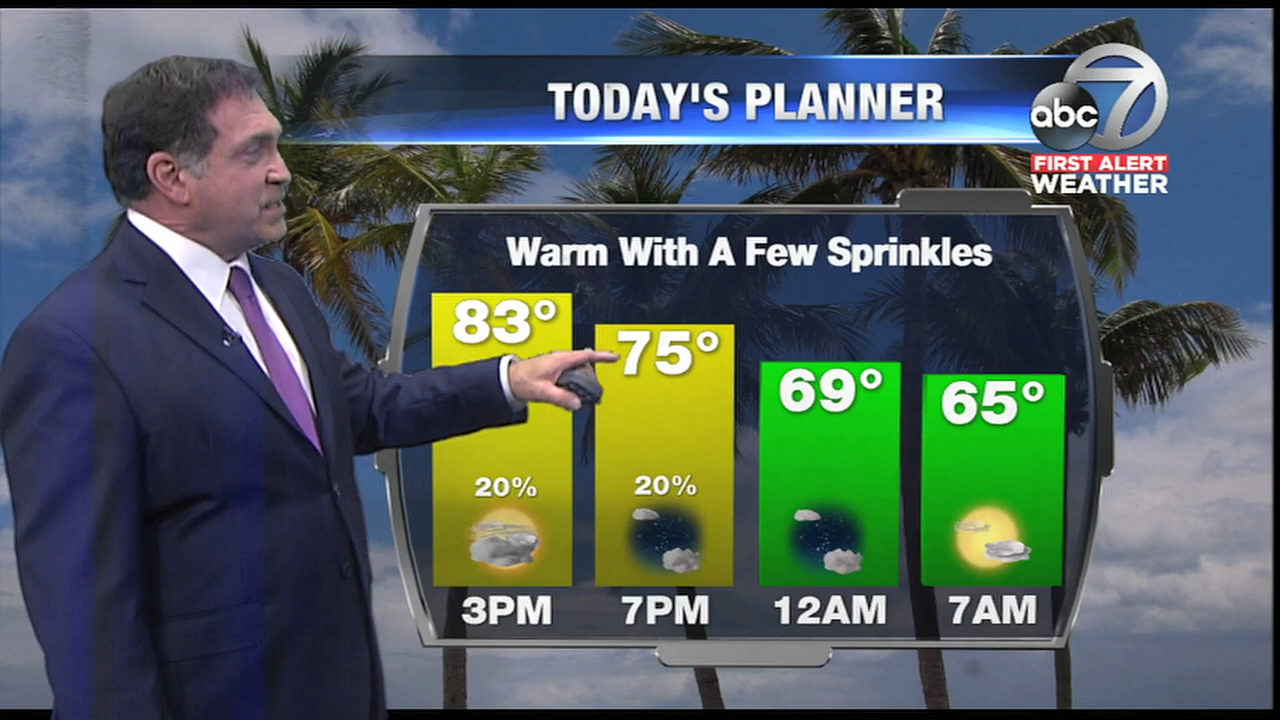 TODAY'S PLANNER
abc 7
FIRST ALERT
WEATHER
Warm With A Few Sprinkles
83° 75° 69° 65°
20% 20%
3PM 7PM 12AM 7AM